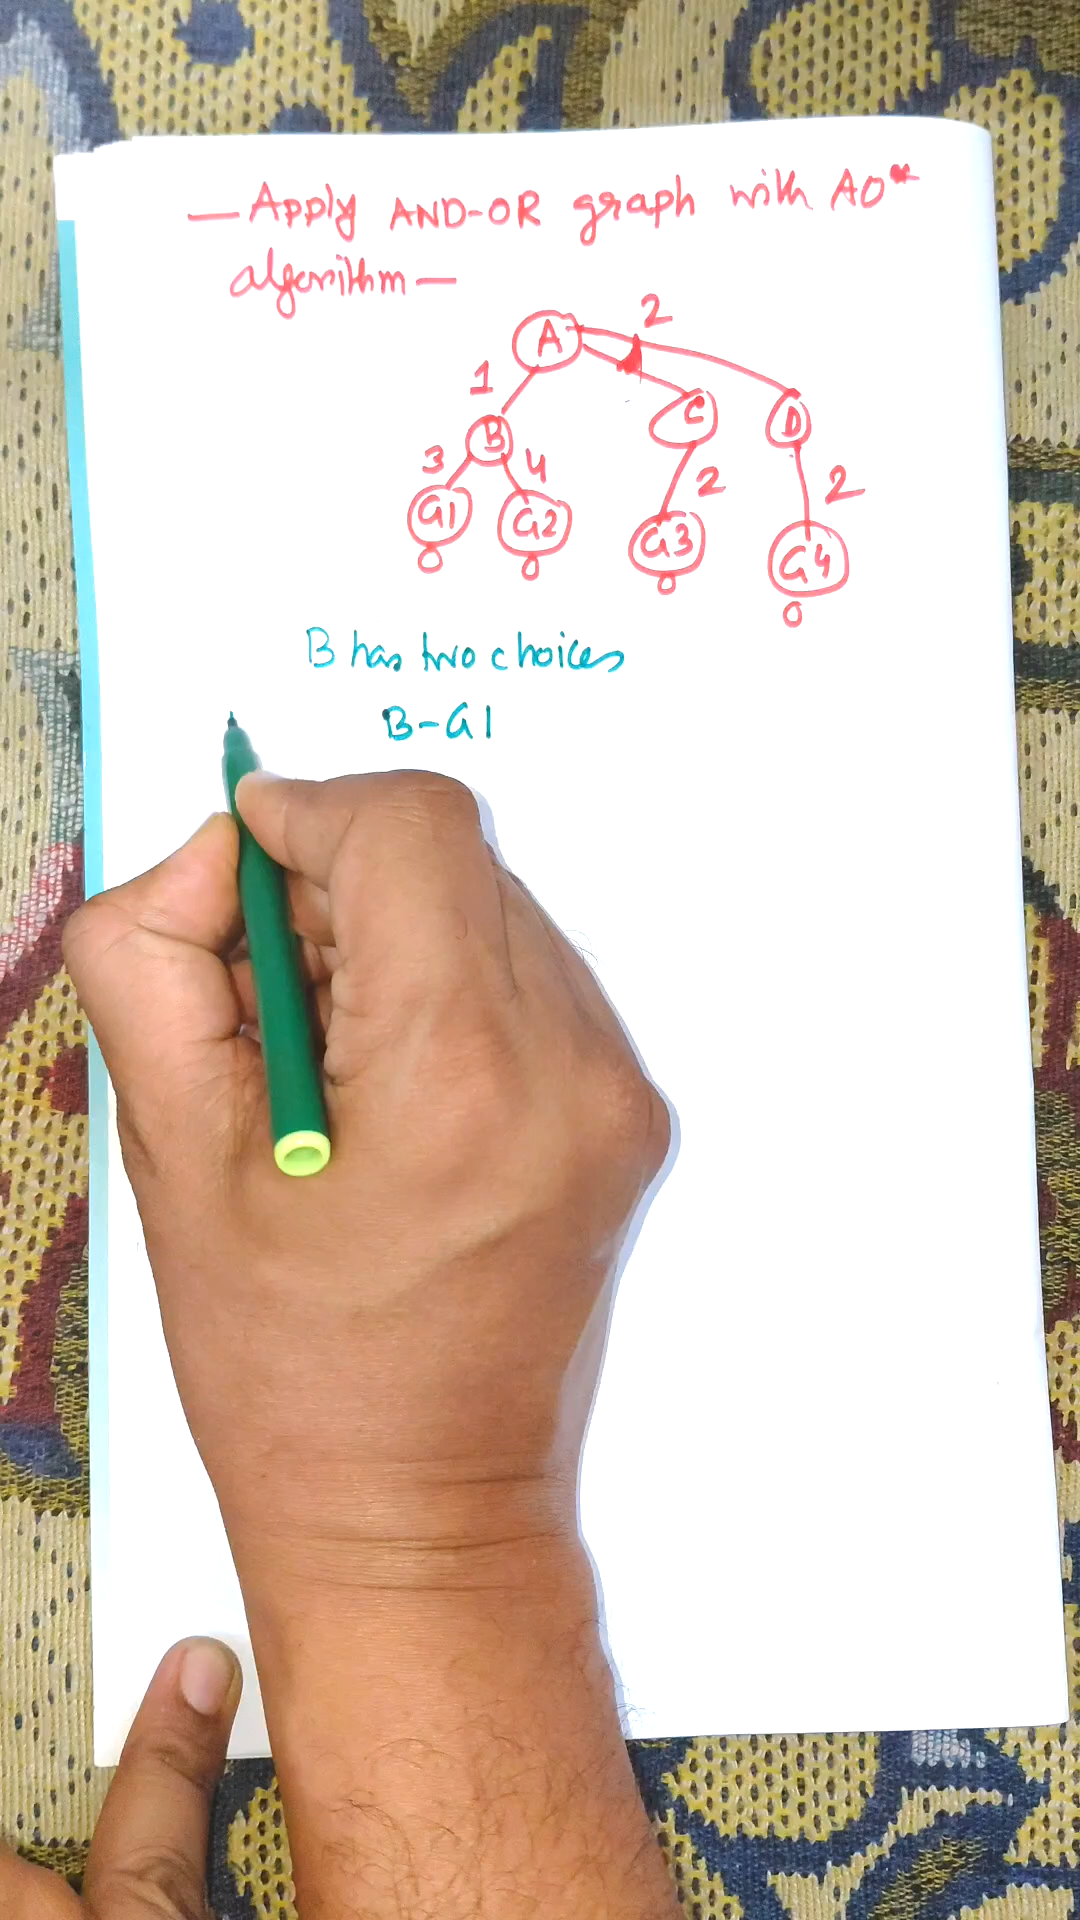 — Apply AND-OR graph with AO*
algorithm —
2
A
1
C
D
B
3
4
2
2
G1
G2
G3
G4
0
0
0
0
B has two choices
B-G1